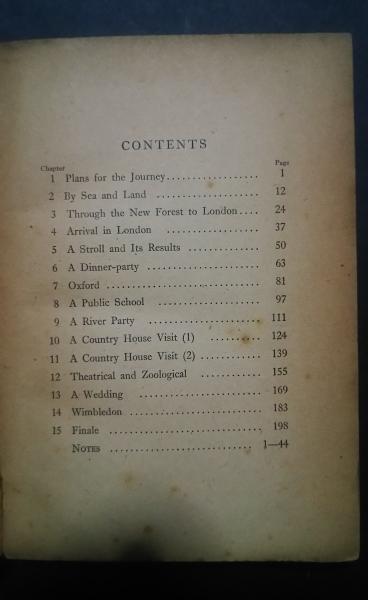 CONTENTS
Chapter Page
1 Plans for the Journey.................. 1
2 By Sea and Land .................... 12
3 Through the New Forest to London.... 24
4 Arrival in London .................. 37
5 A Stroll and Its Results .............. 50
6 A Dinner-party ...................... 63
7 Oxford .............................. 81
8 A Public School .................... 97
9 A River Party ...................... 111
10 A Country House Visit (1) .......... 124
11 A Country House Visit (2) ............ 139
12 Theatrical and Zoological ............ 155
13 A Wedding ........................ 169
14 Wimbledon .......................... 183
15 Finale .............................. 198
NOTES ............................ 1—44